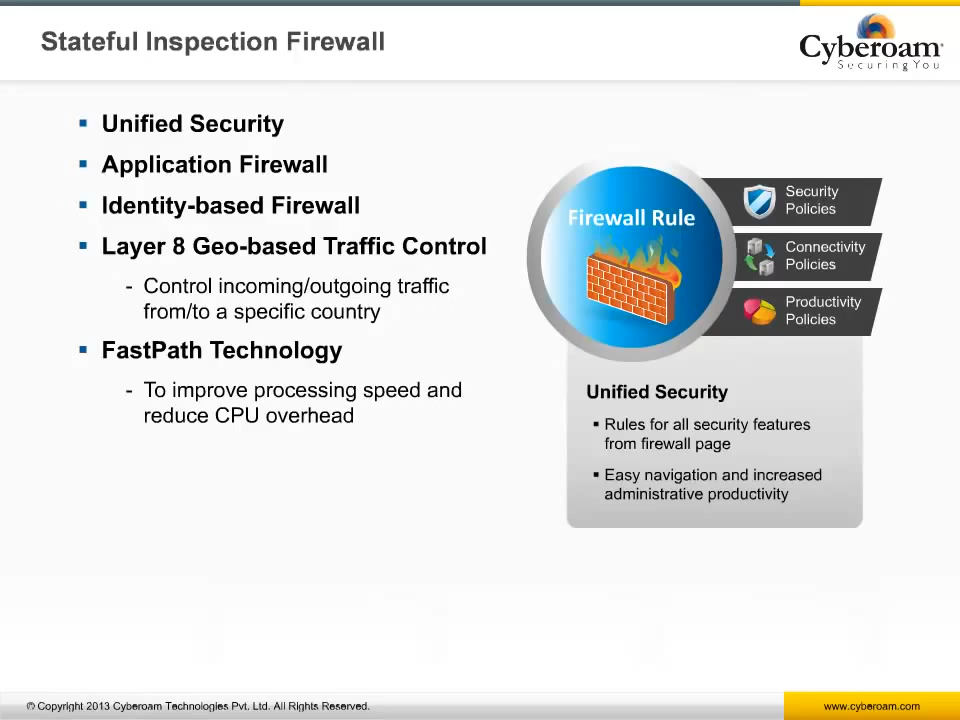 Stateful Inspection Firewall
Cyberoam
Securing You
▪ Unified Security
▪ Application Firewall
▪ Identity-based Firewall
▪ Layer 8 Geo-based Traffic Control
- Control incoming/outgoing traffic
from/to a specific country
▪ FastPath Technology
- To improve processing speed and
reduce CPU overhead
Firewall Rule
Security
Policies
Connectivity
Policies
Productivity
Policies
Unified Security
▪ Rules for all security features
from firewall page
▪ Easy navigation and increased
administrative productivity
© Copyright 2013 Cyberoam Technologies Pvt. Ltd. All Rights Reserved.
www.cyberoam.com